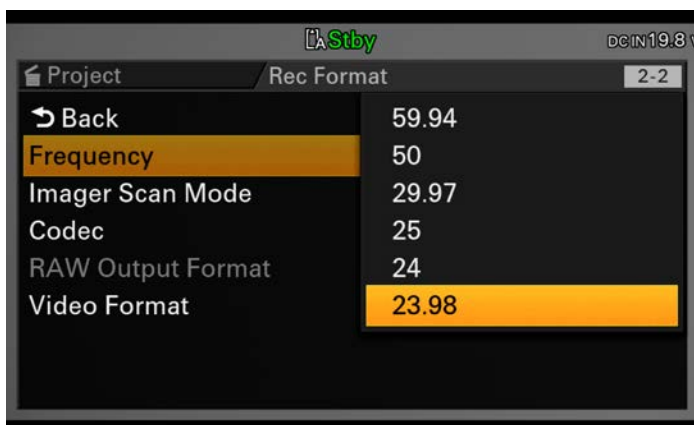 A Stby DC IN 19.8 V
Project / Rec Format 2-2
Back
Frequency
Imager Scan Mode
Codec
RAW Output Format
Video Format
59.94
50
29.97
25
24
23.98